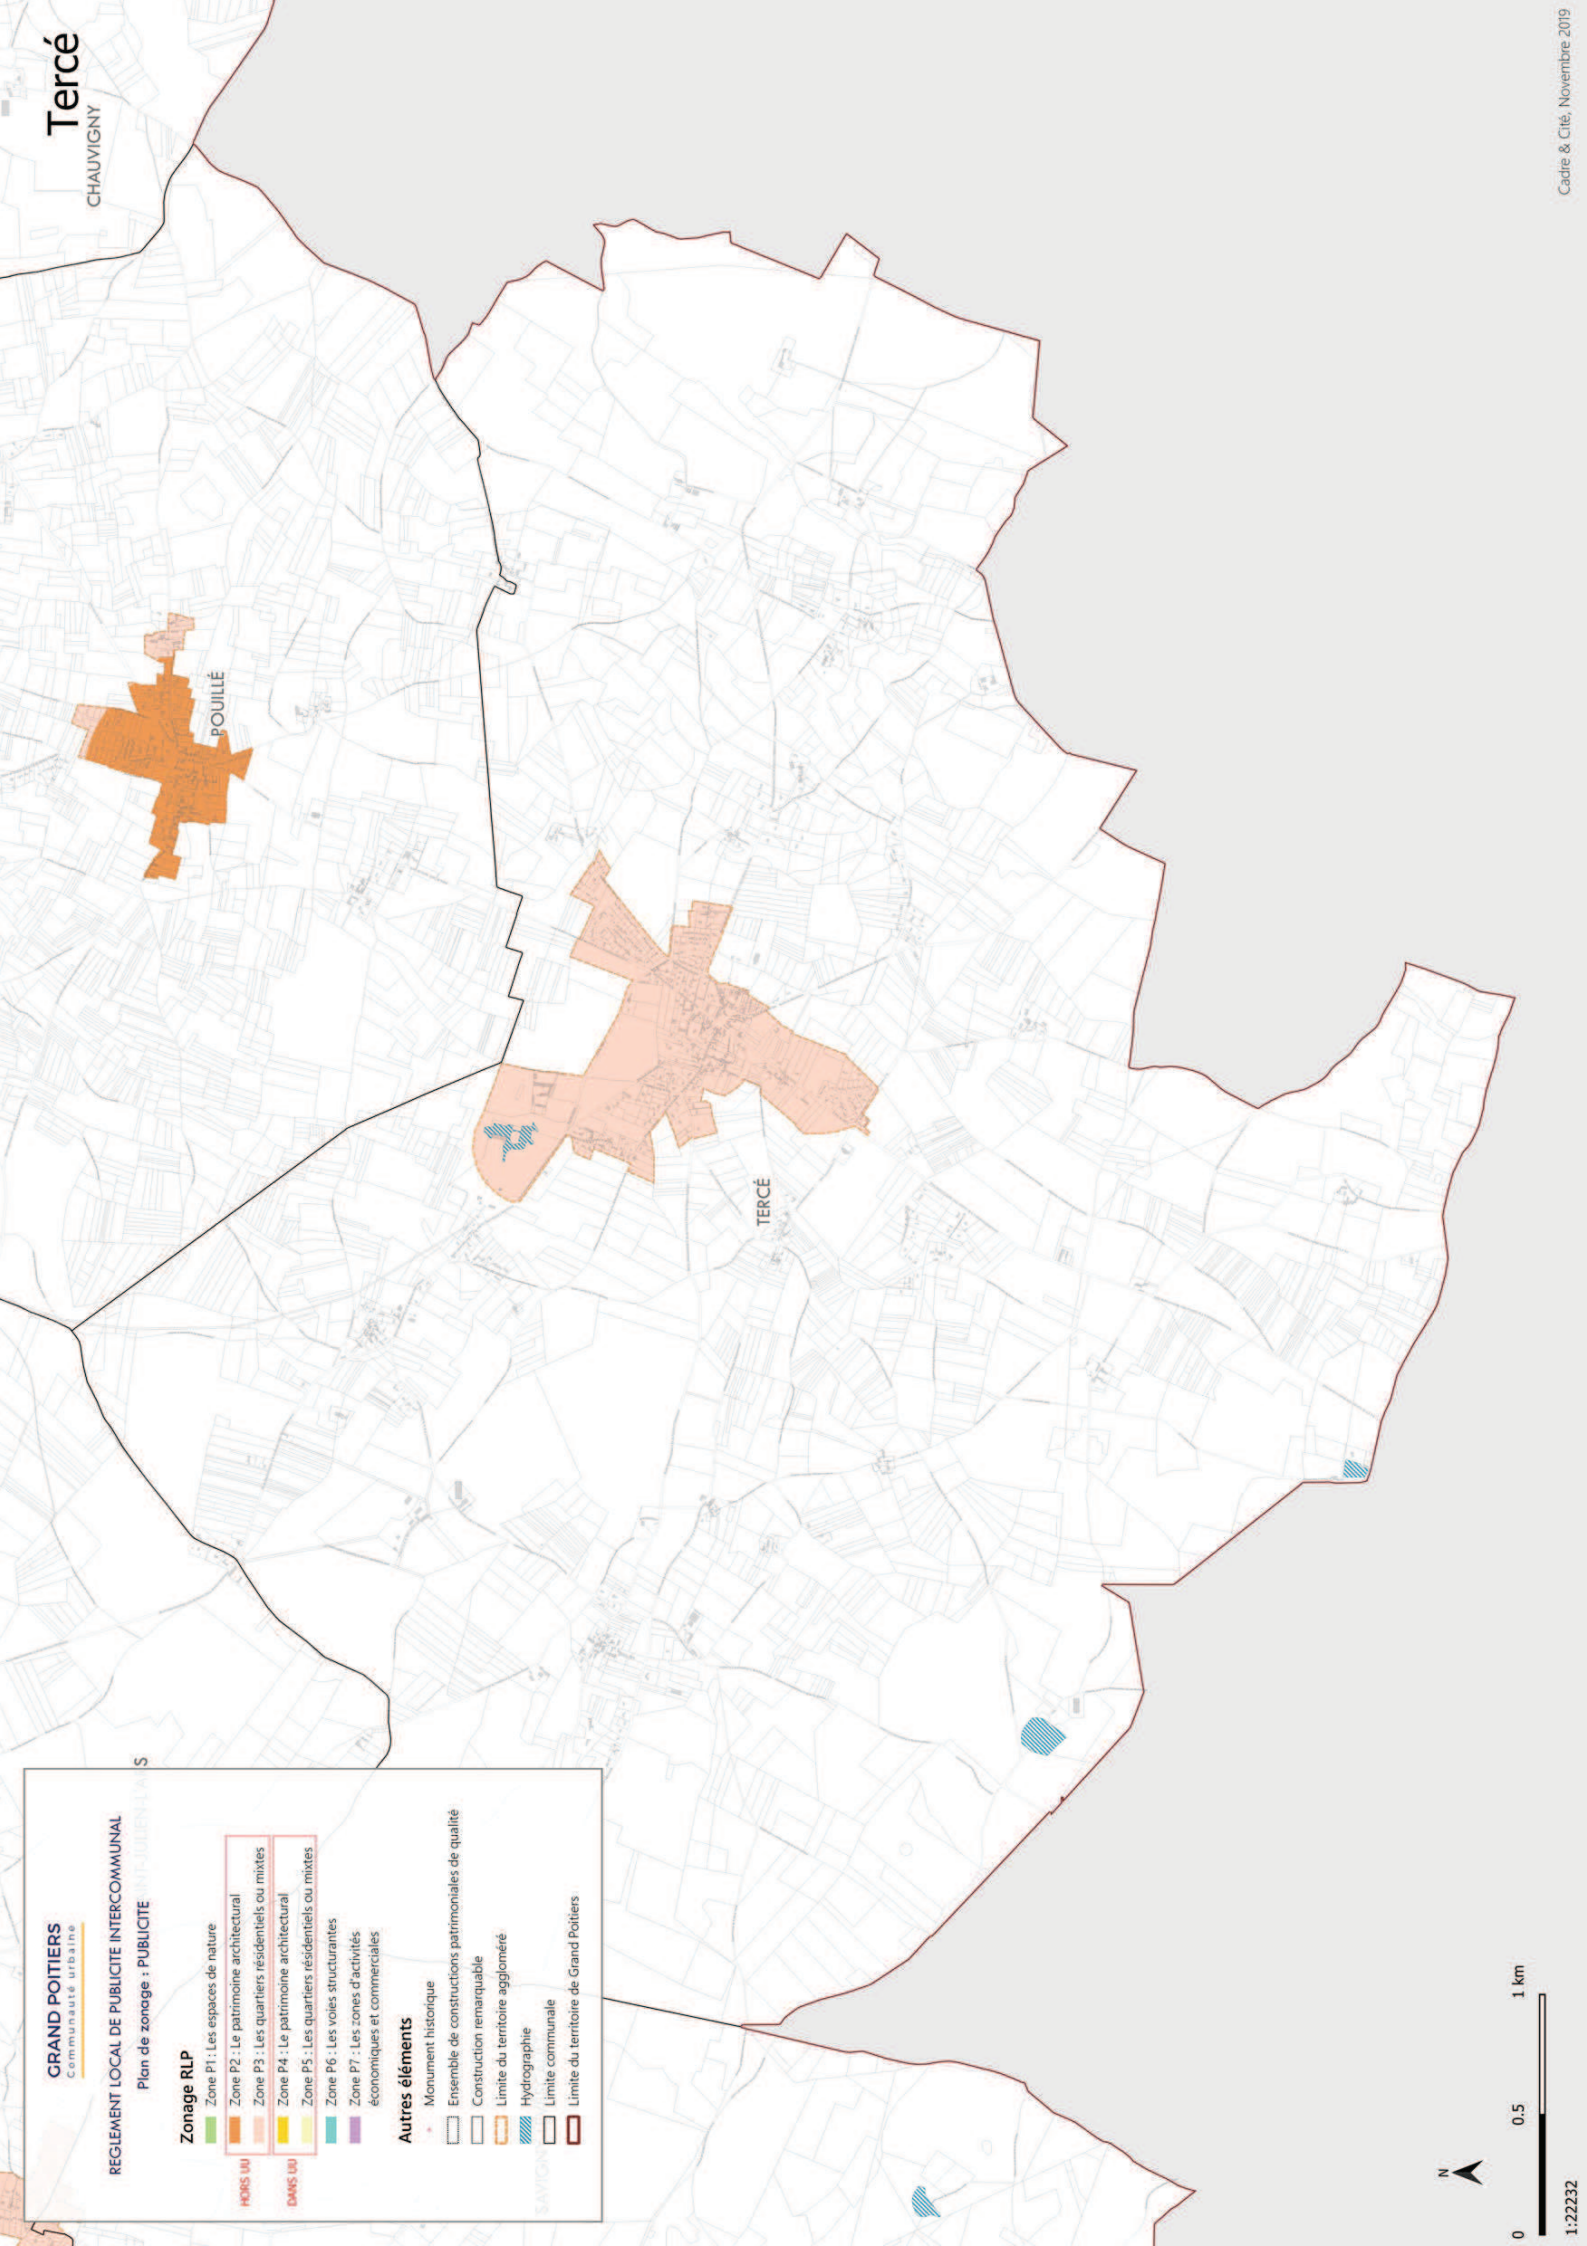 Tercé
CHAUVIGNY
POUILLÉ
TERCÉ
GRAND POITIERS
Communauté urbaine
REGLEMENT LOCAL DE PUBLICITE INTERCOMMUNAL
Plan de zonage : PUBLICITE
SAINT-JULIEN-L'ARS
Zonage RLP
Zone P1 : Les espaces de nature
HORS UU
Zone P2 : Le patrimoine architectural
Zone P3 : Les quartiers résidentiels ou mixtes
DANS UU
Zone P4 : Le patrimoine architectural
Zone P5 : Les quartiers résidentiels ou mixtes
Zone P6 : Les voies structurantes
Zone P7 : Les zones d'activités
économiques et commerciales
Autres éléments
Monument historique
Ensemble de constructions patrimoniales de qualité
Construction remarquable
Limite du territoire aggloméré
Hydrographie
Limite communale
Limite du territoire de Grand Poitiers
N
0 0.5 1 km
1:22232
Cadre & Cité, Novembre 2019